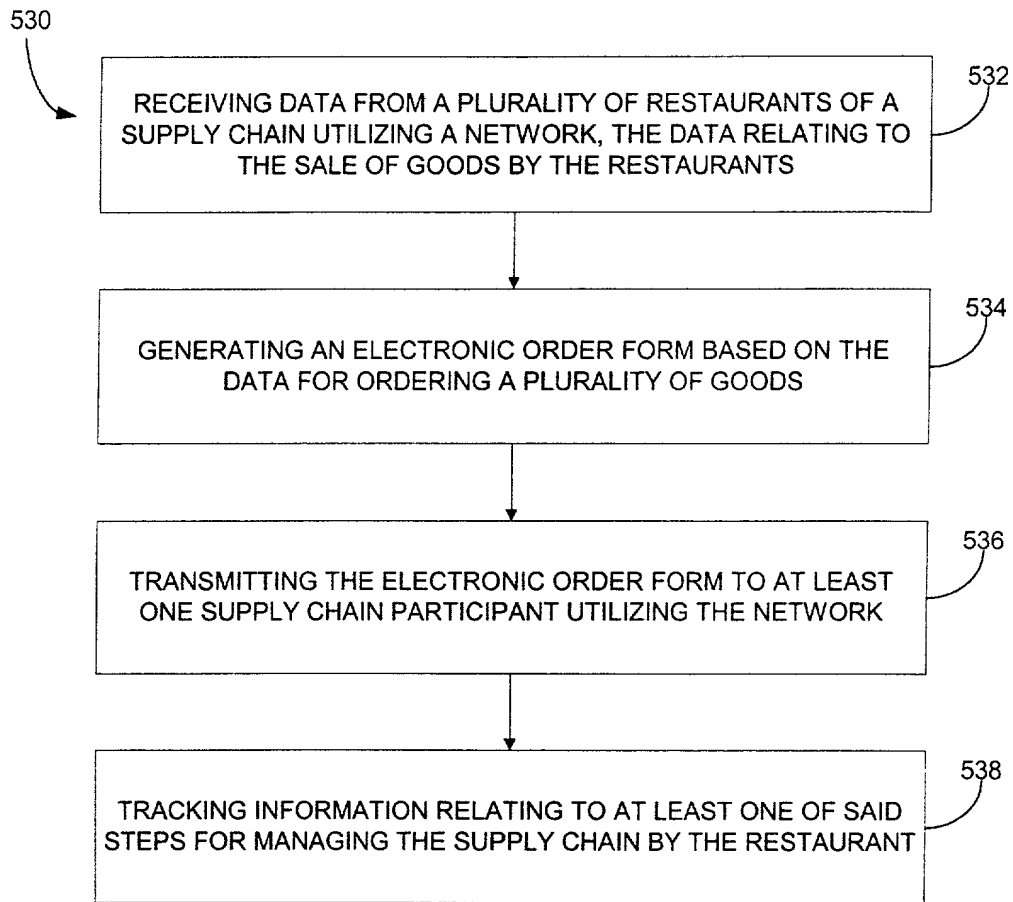 530
532
RECEIVING DATA FROM A PLURALITY OF RESTAURANTS OF A
SUPPLY CHAIN UTILIZING A NETWORK, THE DATA RELATING TO
THE SALE OF GOODS BY THE RESTAURANTS
534
GENERATING AN ELECTRONIC ORDER FORM BASED ON THE
DATA FOR ORDERING A PLURALITY OF GOODS
536
TRANSMITTING THE ELECTRONIC ORDER FORM TO AT LEAST
ONE SUPPLY CHAIN PARTICIPANT UTILIZING THE NETWORK
538
TRACKING INFORMATION RELATING TO AT LEAST ONE OF SAID
STEPS FOR MANAGING THE SUPPLY CHAIN BY THE RESTAURANT